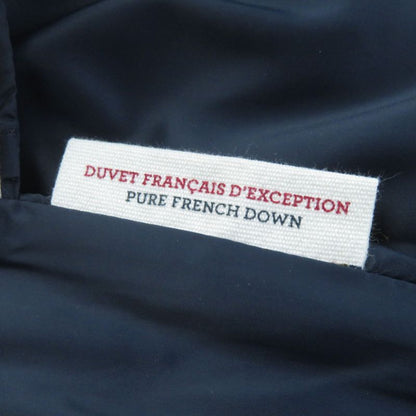 DUVET FRANÇAIS D'EXCEPTION
PURE FRENCH DOWN